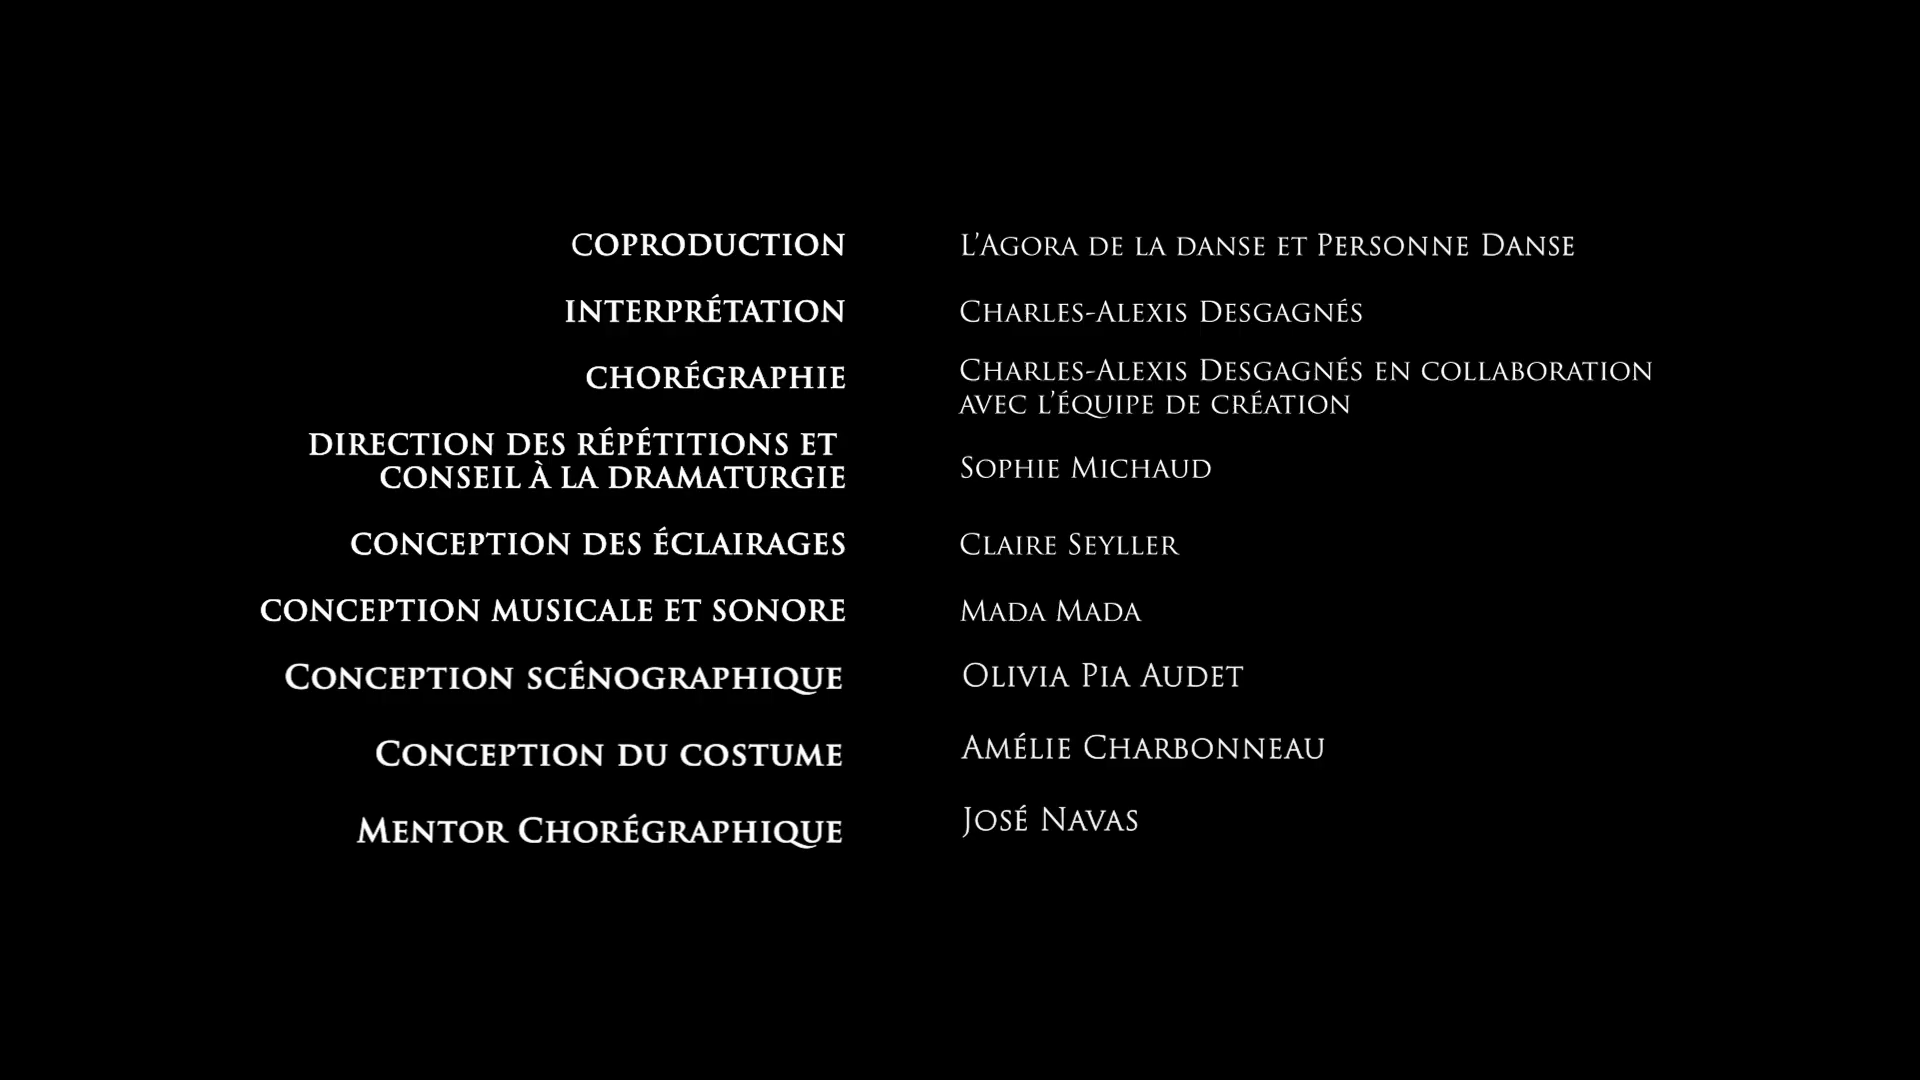 COPRODUCTION L'AGORA DE LA DANSE ET PERSONNE DANSE
INTERPRÉTATION CHARLES-ALEXIS DESGAGNÉS
CHORÉGRAPHIE CHARLES-ALEXIS DESGAGNÉS EN COLLABORATION
AVEC L'ÉQUIPE DE CRÉATION
DIRECTION DES RÉPÉTITIONS ET
CONSEIL À LA DRAMATURGIE SOPHIE MICHAUD
CONCEPTION DES ÉCLAIRAGES CLAIRE SEYLLER
CONCEPTION MUSICALE ET SONORE MADA MADA
CONCEPTION SCÉNOGRAPHIQUE OLIVIA PIA AUDET
CONCEPTION DU COSTUME AMÉLIE CHARBONNEAU
MENTOR CHORÉGRAPHIQUE JOSÉ NAVAS